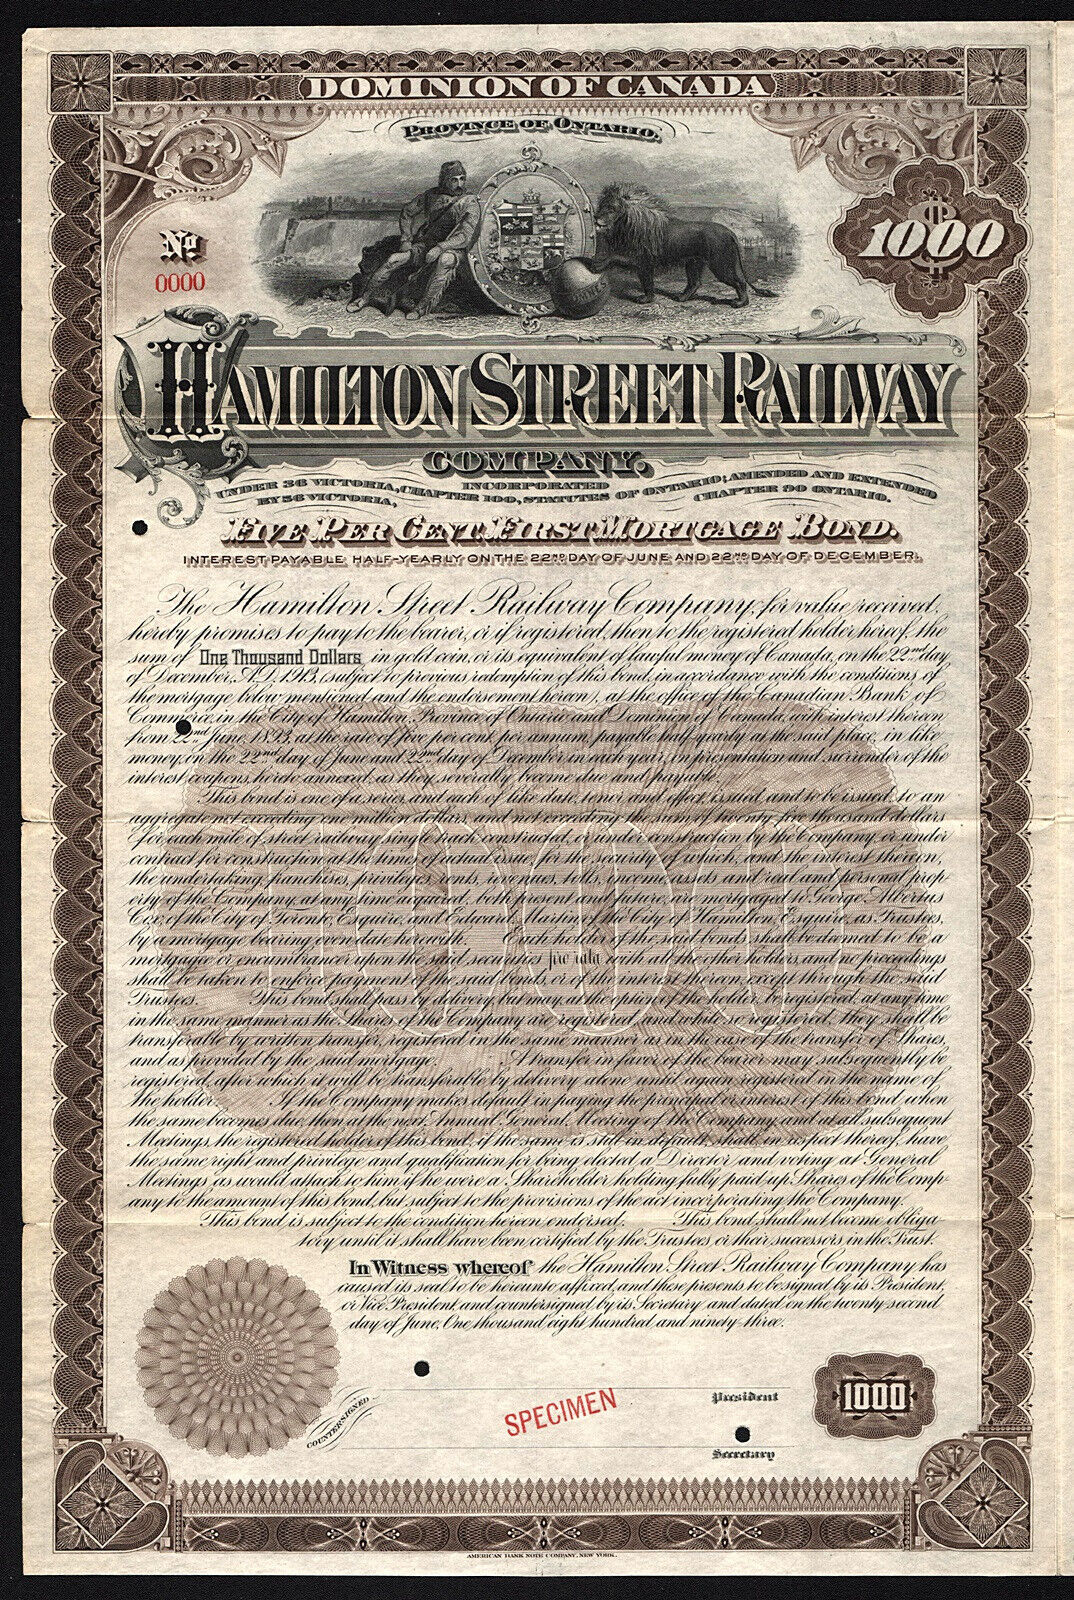 DOMINION OF CANADA
PROVINCE OF ONTARIO.
No
0000
$1000
HAMILTON STREET RAILWAY
COMPANY.
INCORPORATED
UNDER 36 VICTORIA, CHAPTER 100, STATUTES OF ONTARIO; AMENDED AND EXTENDED
BY 56 VICTORIA, CHAPTER 90 ONTARIO.
FIVE PER CENT FIRST MORTGAGE BOND.
INTEREST PAYABLE HALF-YEARLY ON THE 22ND DAY OF JUNE AND 22ND DAY OF DECEMBER.
The Hamilton Street Railway Company, for value received,
hereby promises to pay to the bearer, or if registered, then to the registered holder hereof, the
sum of One Thousand Dollars in gold coin, or its equivalent of lawful money of Canada, on the 22nd day
of December, A.D. 1913, (subject to previous redemption of this bond, in accordance with the conditions of
the mortgage below mentioned and the endorsement hereon), at the office of the Canadian Bank of
Commerce, in the City of Hamilton, Province of Ontario and Dominion of Canada, with interest thereon
from 22nd June, 1893, at the rate of five per cent. per annum, payable half-yearly at the said place, in like
money, on the 22nd day of June and 22nd day of December in each year, on presentation and surrender of the
interest coupons, hereto annexed, as they severally become due and payable.
This bond is one of a series, and each of like date, tenor and effect, issued and to be issued, to an
aggregate not exceeding one million dollars, and not exceeding the sum of twenty-five thousand dollars
for each mile of street railway, single track constructed, or under construction by the Company or under
contract for construction at the times of actual issue, for the security of which, and the interest thereon,
the undertaking, franchises, privileges, rents, revenues, tolls, income, assets and real and personal prop-
erty of the Company, at any time acquired, both present and future, are mortgaged to George Albertus
Cox, of the City of Toronto, Esquire, and Edward Martin, of the City of Hamilton, Esquire, as Trustees,
by a mortgage bearing even date herewith. Each holder of the said bonds shall be deemed to be a
mortgagee or encumbrancer upon the said securities pro rata with all the other holders, and no proceedings
shall be taken to enforce payment of the said bonds, or of the interest thereon, except through the said
Trustees. This bond shall pass by delivery, but may, at the option of the holder, be registered, at any time
in the same manner as the Shares of the Company are registered, and while so registered, they shall be
transferable by written transfer, registered in the same manner as in the case of the transfer of Shares,
and as provided by the said mortgage. A transfer in favor of the bearer may subsequently be
registered, after which it will be transferable by delivery alone until again registered in the name of
the holder. If the Company makes default in paying the principal or interest of this bond when
the same becomes due, then at the next Annual General Meeting of the Company, and at all subsequent
Meetings, the registered holder of this bond, if the same is still in default, shall, in respect thereof, have
the same right and privilege and qualification for being elected a Director and voting at General
Meetings as would attach to him if he were a Shareholder holding fully paid up Shares of the Comp-
any to the amount of this bond, but subject to the provisions of the act incorporating the Company.
This bond is subject to the condition hereon endorsed. This bond shall not become obliga-
tory until it shall have been certified by the Trustees or their successors in the Trust.
In Witness whereof the Hamilton Street Railway Company has
caused its seal to be hereunto affixed, and these presents to be signed by its President,
or Vice President, and countersigned by its Secretary and dated on the twenty second
day of June, One thousand eight hundred and ninety-three.
COUNTERSIGNED
SPECIMEN
President
1000
Secretary
AMERICAN BANK NOTE COMPANY, NEW YORK.